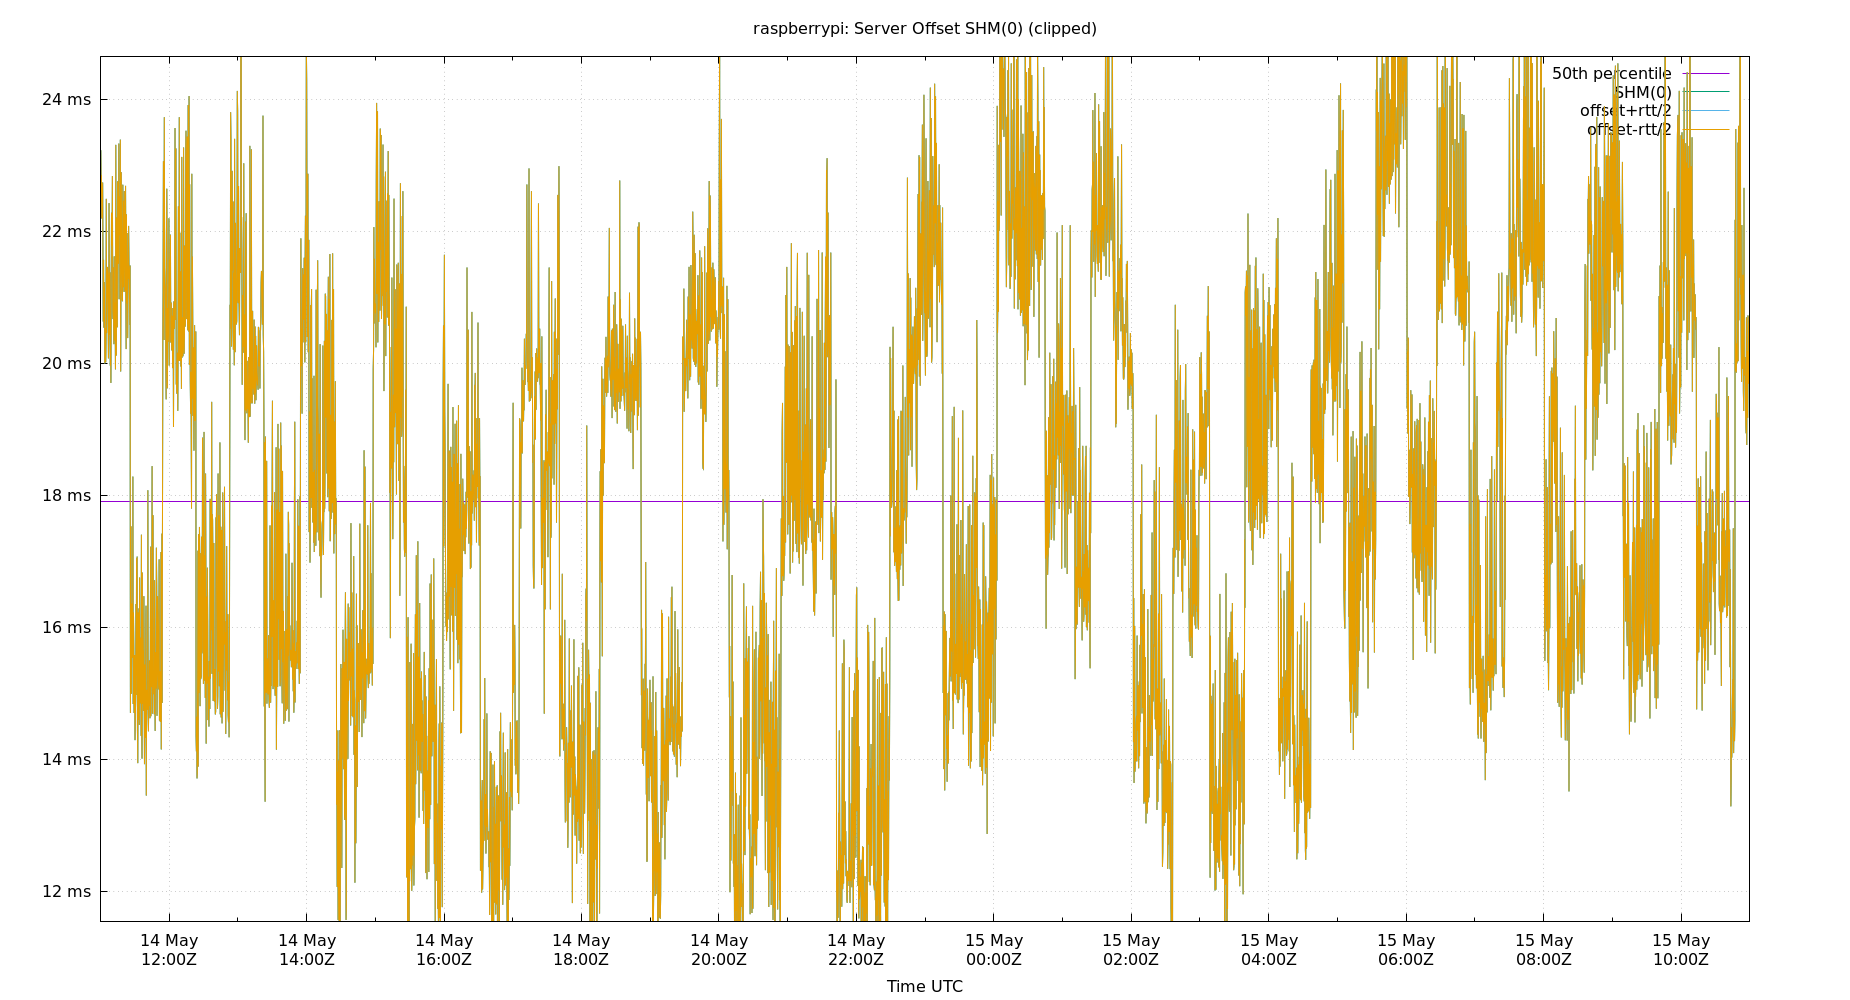 raspberrypi: Server Offset SHM(0) (clipped)
50th percentile
SHM(0)
offset+rtt/2
offset-rtt/2
24 ms
22 ms
20 ms
18 ms
16 ms
14 ms
12 ms
14 May 14 May 14 May 14 May 14 May 14 May 15 May 15 May 15 May 15 May 15 May 15 May
12:00Z 14:00Z 16:00Z 18:00Z 20:00Z 22:00Z 00:00Z 02:00Z 04:00Z 06:00Z 08:00Z 10:00Z
Time UTC